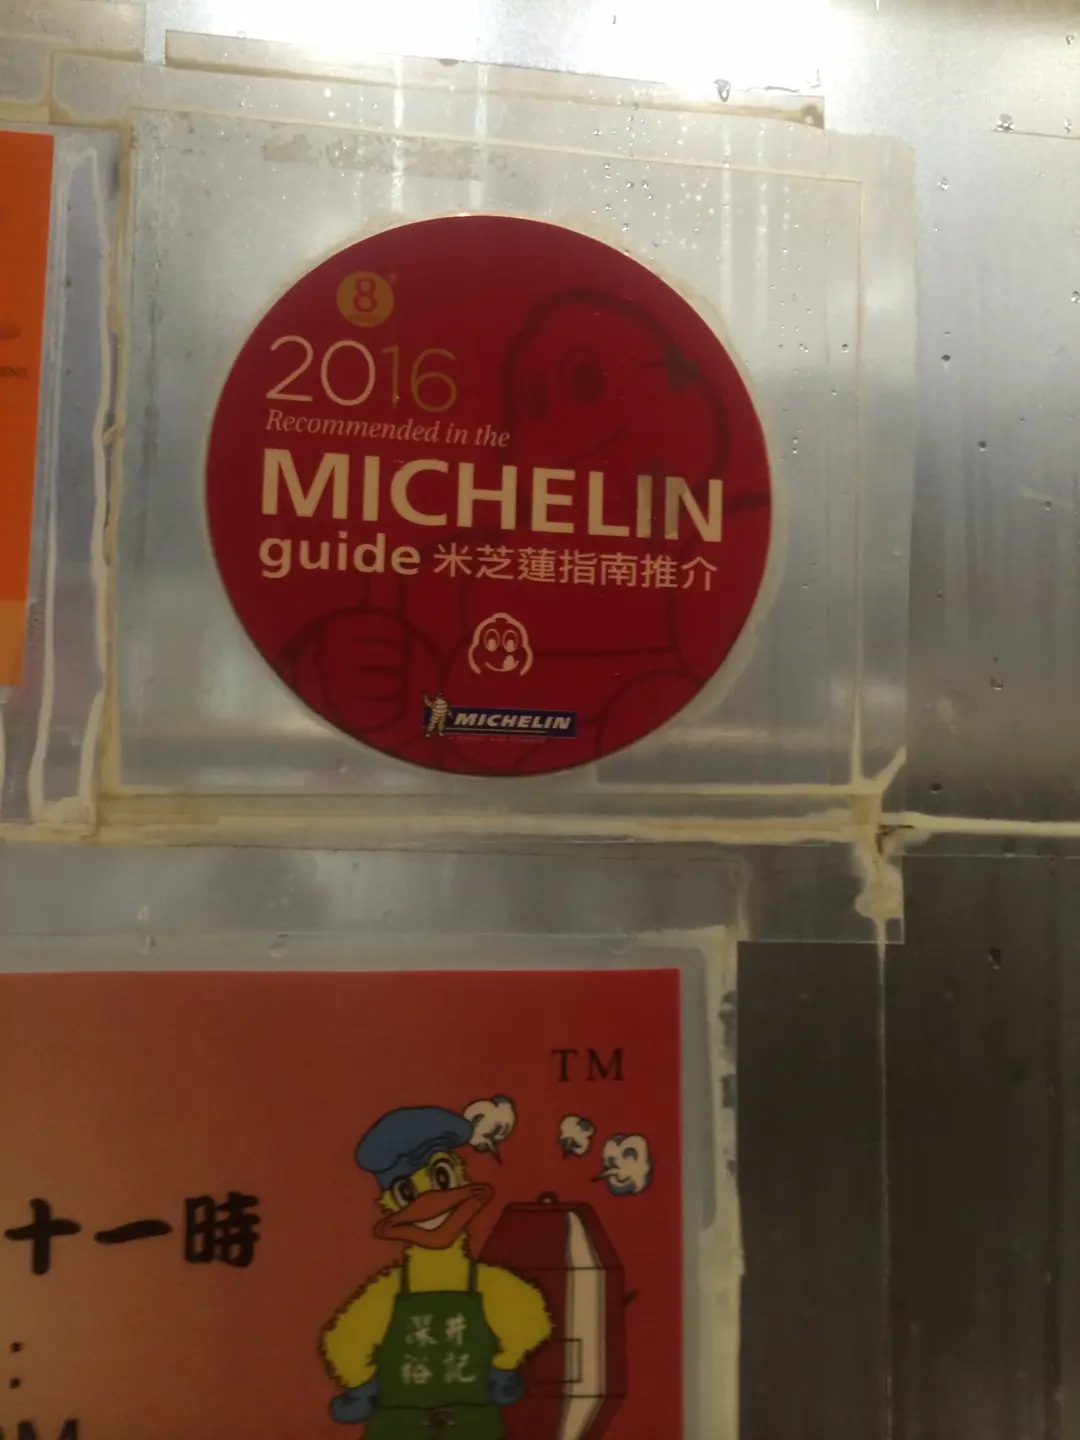 8
2016
Recommended in the
MICHELIN
guide 米芝蓮指南推介
MICHELIN
TM
十一時
深井
裕記